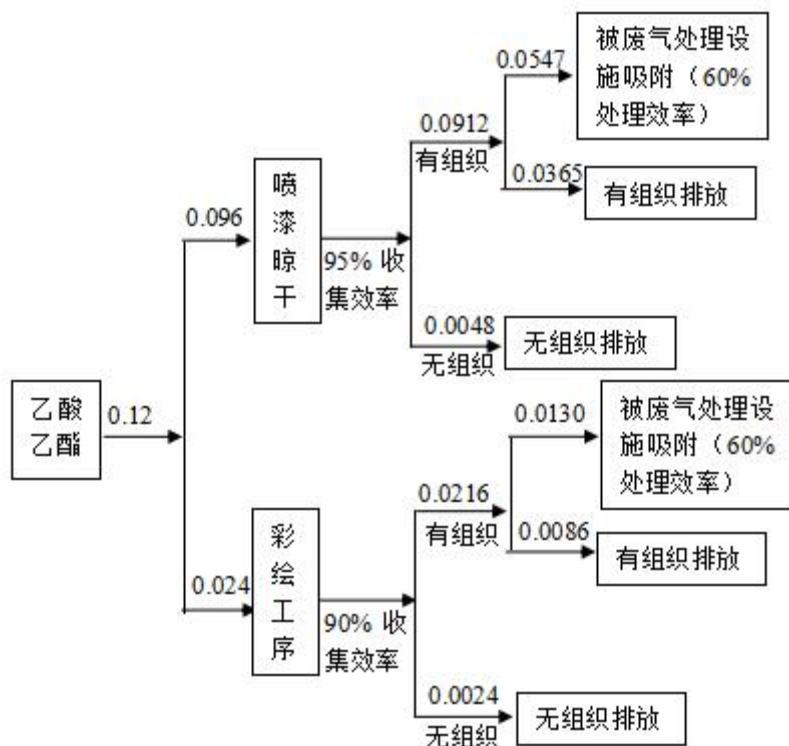 乙酸
乙酯
0.12
0.096
喷
漆
晾
干
95% 收
集效率
0.0912
有组织
0.0547
被废气处理设
施吸附（60%
处理效率）
0.0365
有组织排放
0.0048
无组织
无组织排放
0.024
彩
绘
工
序
90% 收
集效率
0.0216
有组织
0.0130
被废气处理设
施吸附（60%
处理效率）
0.0086
有组织排放
0.0024
无组织
无组织排放